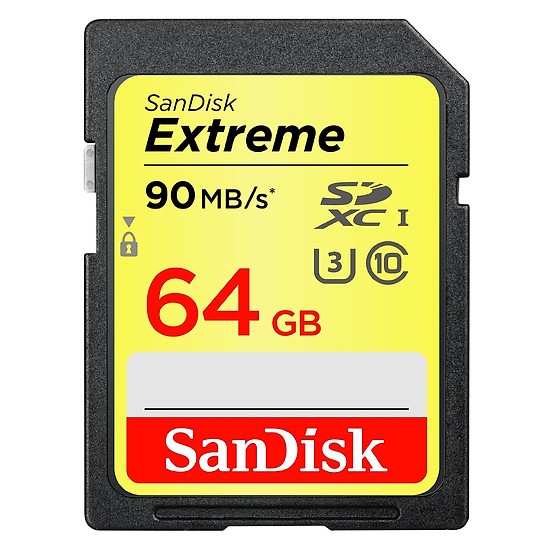 SanDisk
Extreme
90 MB/s*
SD XC I
3 10
64 GB
SanDisk